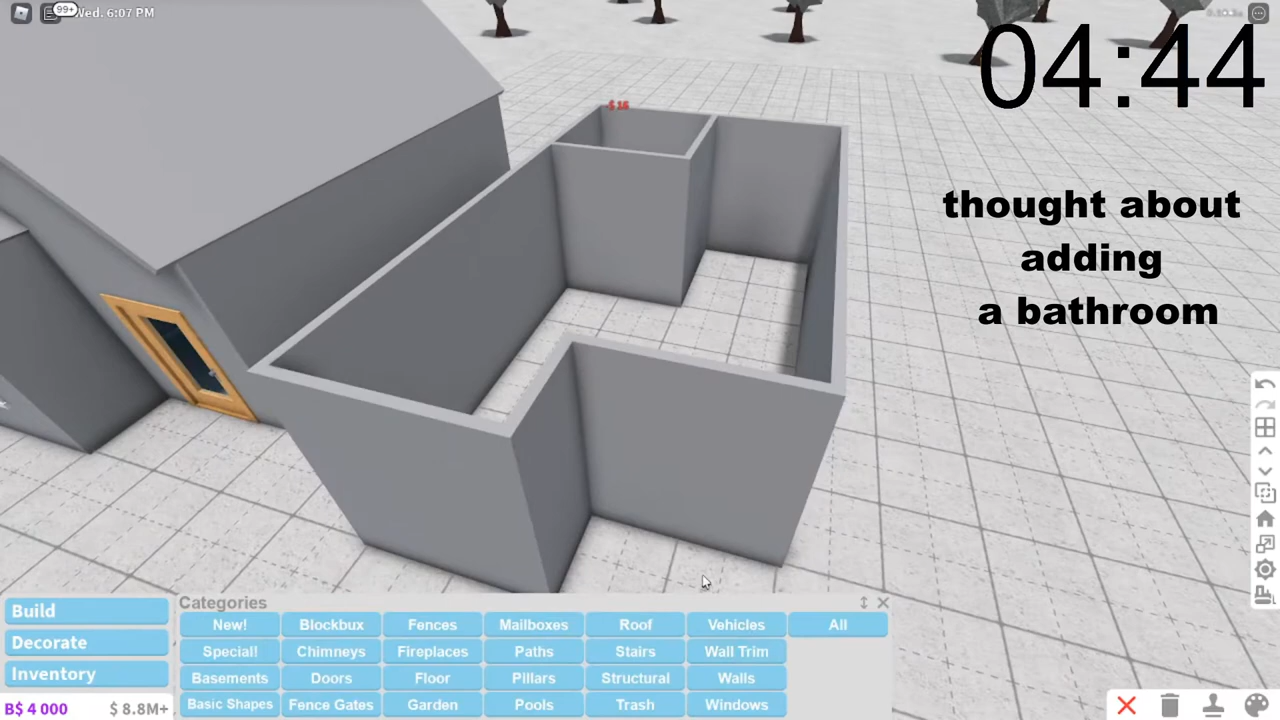 99+
Wed. 6:07 PM
04:44
$16
thought about
adding
a bathroom
Build
Decorate
Inventory
B$ 4 000
$ 8.8M+
Categories
New!
Blockbux
Fences
Mailboxes
Roof
Vehicles
All
Special!
Chimneys
Fireplaces
Paths
Stairs
Wall Trim
Basements
Doors
Floor
Pillars
Structural
Walls
Basic Shapes
Fence Gates
Garden
Pools
Trash
Windows